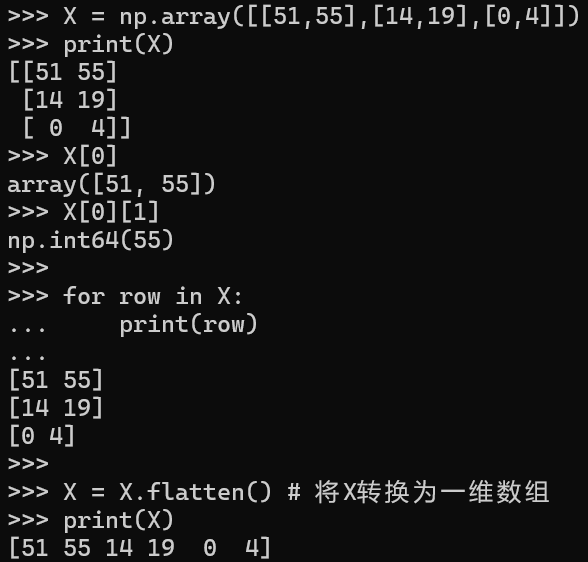 >>> X = np.array([[51,55],[14,19],[0,4]])
>>> print(X)
[[51 55]
 [14 19]
 [ 0  4]]
>>> X[0]
array([51, 55])
>>> X[0][1]
np.int64(55)
>>>
>>> for row in X:
...     print(row)
...
[51 55]
[14 19]
[0 4]
>>>
>>> X = X.flatten() # 将X转换为一维数组
>>> print(X)
[51 55 14 19  0  4]